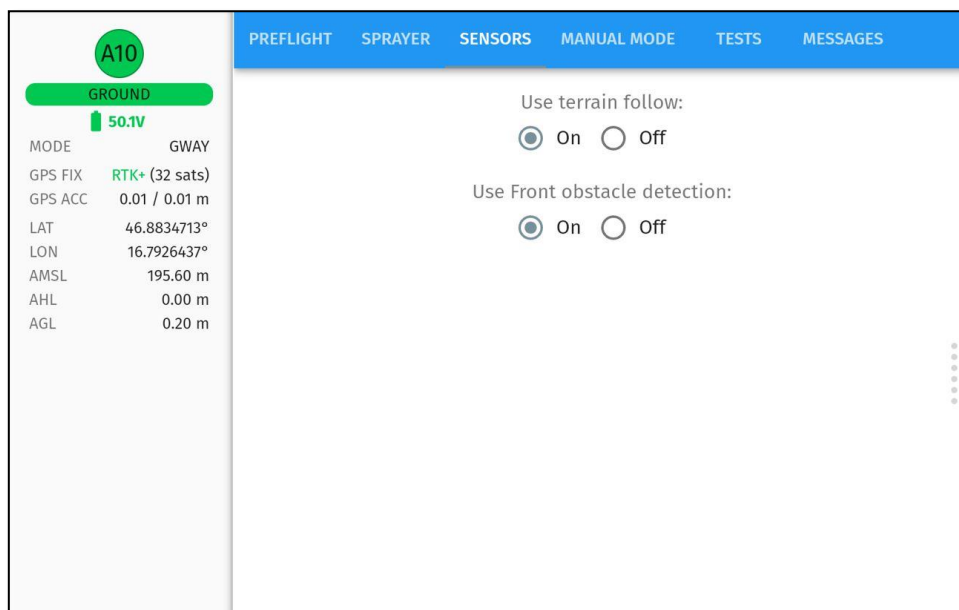 A10
GROUND
50.1V
MODE GWAY
GPS FIX RTK+ (32 sats)
GPS ACC 0.01 / 0.01 m
LAT 46.8834713°
LON 16.7926437°
AMSL 195.60 m
AHL 0.00 m
AGL 0.20 m
PREFLIGHT SPRAYER SENSORS MANUAL MODE TESTS MESSAGES
Use terrain follow:
On Off
Use Front obstacle detection:
On Off